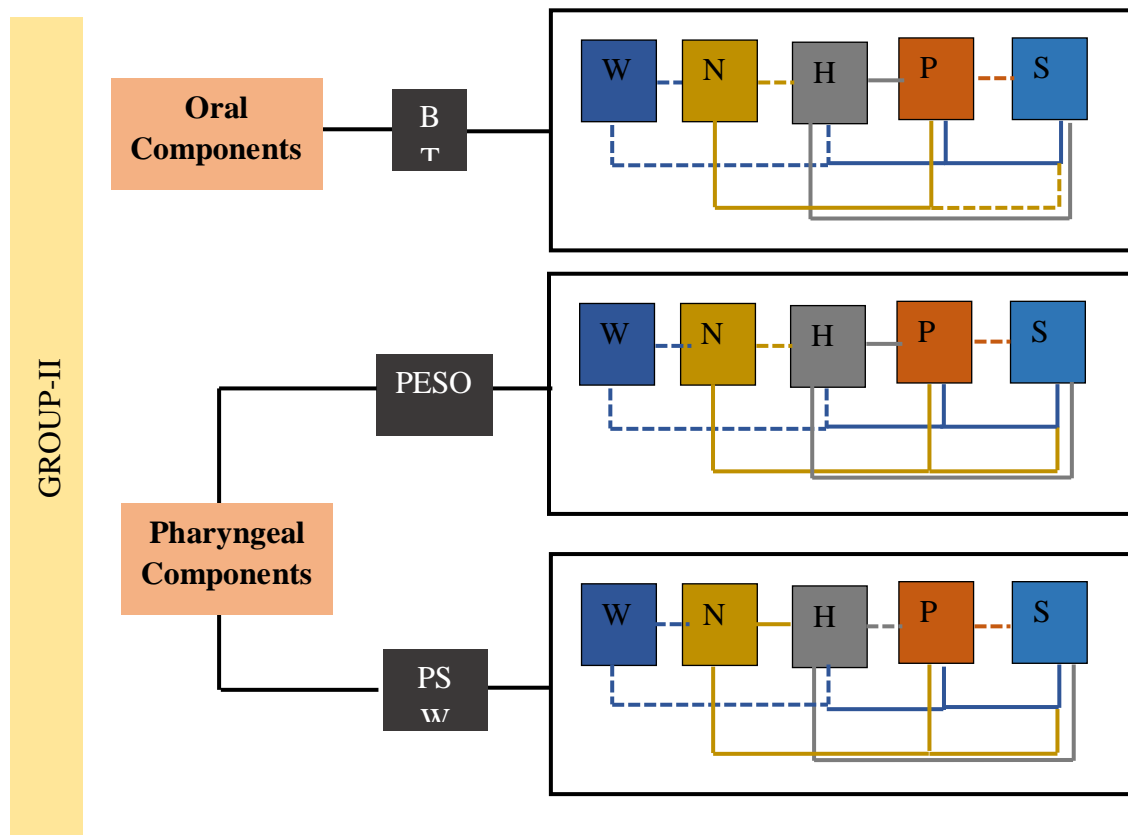 GROUP-II
Oral
Components
B
T
W N H P S
PESO
W N H P S
Pharyngeal
Components
PS
W
W N H P S